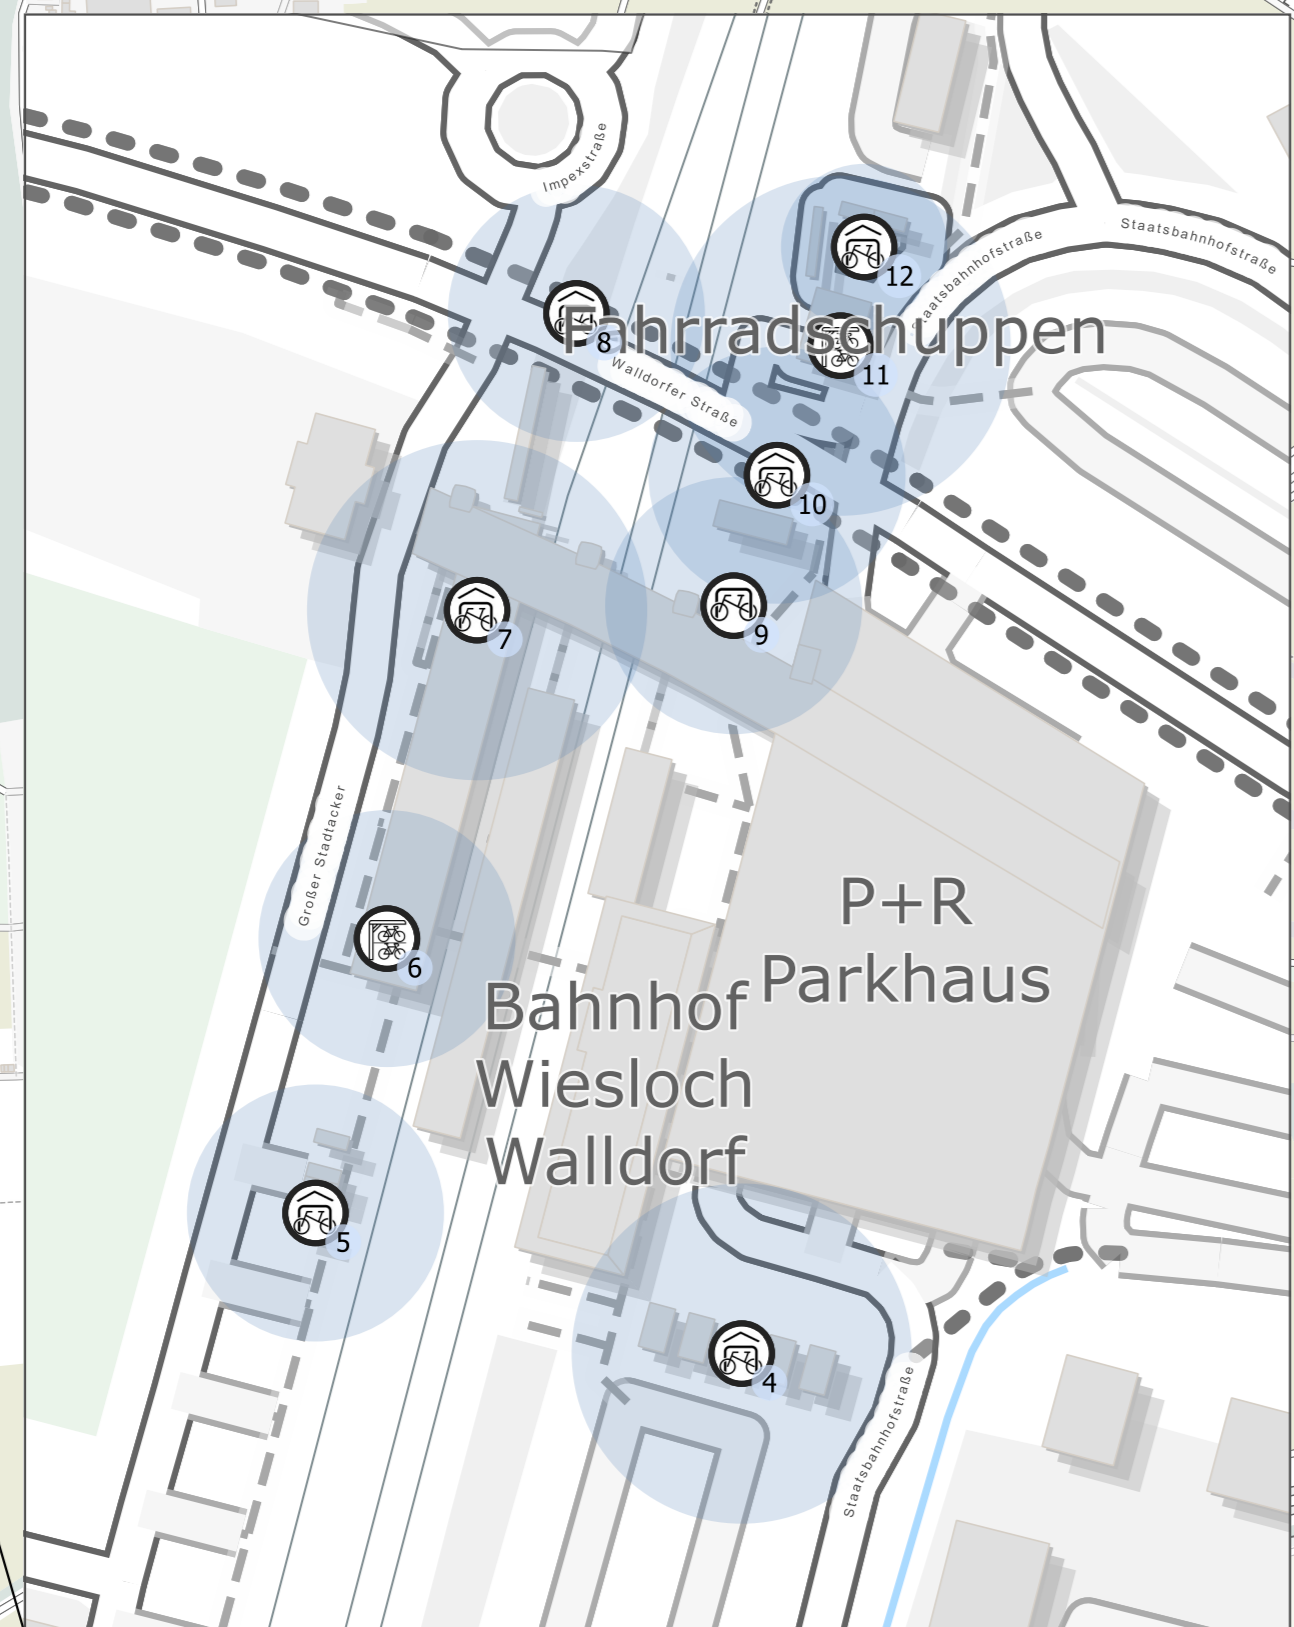 Impexstraße
Staatsbahnhofstraße
Staatsbahnhofstraße
12
Fahrradschuppen
8
11
Walldorfer Straße
10
9
7
Großer Stadtacker
P+R
Parkhaus
6
Bahnhof
Wiesloch
Walldorf
5
4
Staatsbahnhofstraße